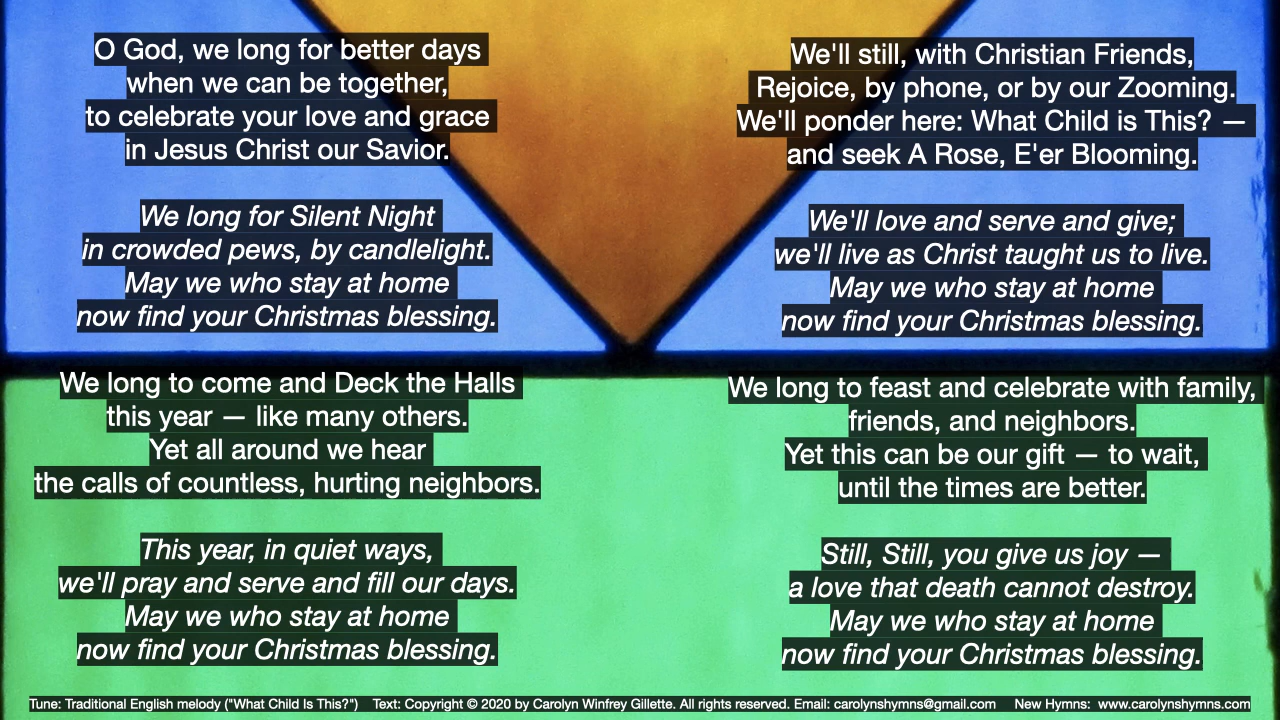 O God, we long for better days
when we can be together,
to celebrate your love and grace
in Jesus Christ our Savior.
We long for Silent Night
in crowded pews, by candlelight.
May we who stay at home
now find your Christmas blessing.
We long to come and Deck the Halls
this year — like many others.
Yet all around we hear
the calls of countless, hurting neighbors.
This year, in quiet ways,
we'll pray and serve and fill our days.
May we who stay at home
now find your Christmas blessing.
We'll still, with Christian Friends,
Rejoice, by phone, or by our Zooming.
We'll ponder here: What Child is This? —
and seek A Rose, E'er Blooming.
We'll love and serve and give;
we'll live as Christ taught us to live.
May we who stay at home
now find your Christmas blessing.
We long to feast and celebrate with family,
friends, and neighbors.
Yet this can be our gift — to wait,
until the times are better.
Still, Still, you give us joy —
a love that death cannot destroy.
May we who stay at home
now find your Christmas blessing.
Tune: Traditional English melody ("What Child Is This?") Text: Copyright © 2020 by Carolyn Winfrey Gillette. All rights reserved. Email: carolynshymns@gmail.com New Hymns: www.carolynshymns.com